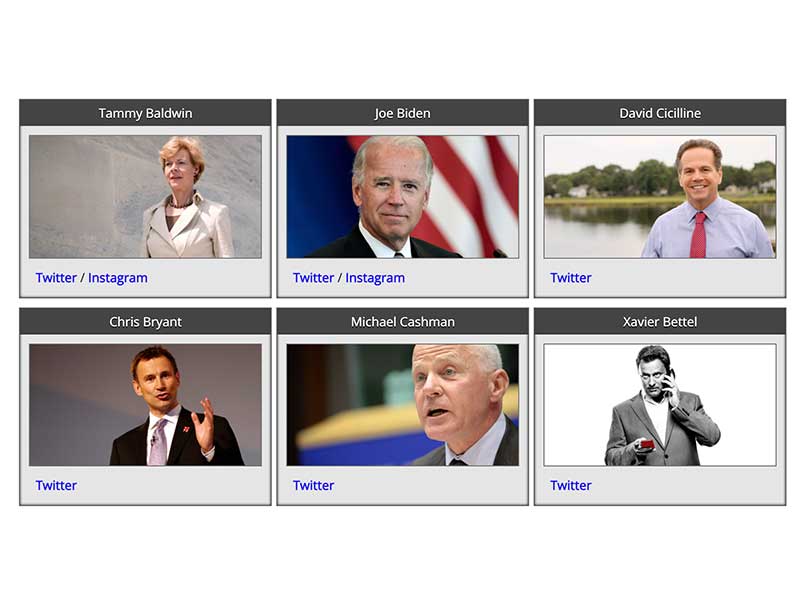 Tammy Baldwin
Joe Biden
David Cicilline
Twitter / Instagram
Twitter / Instagram
Twitter
Chris Bryant
Michael Cashman
Xavier Bettel
Twitter
Twitter
Twitter